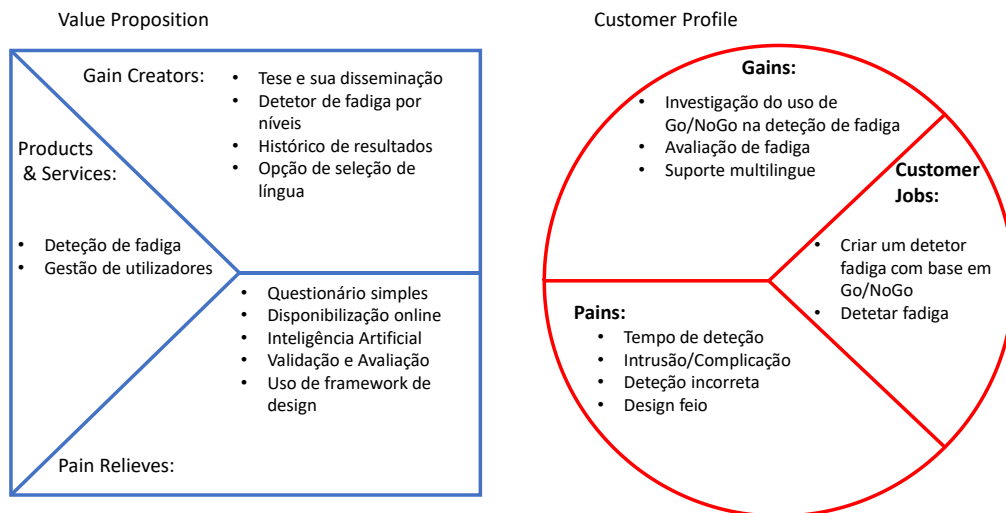 Value Proposition
Gain Creators:
• Tese e sua disseminação
• Detetor de fadiga por
níveis
• Histórico de resultados
• Opção de seleção de
língua
Products
& Services:
• Deteção de fadiga
• Gestão de utilizadores
• Questionário simples
• Disponibilização online
• Inteligência Artificial
• Validação e Avaliação
• Uso de framework de
design
Pain Relieves:
Customer Profile
Gains:
• Investigação do uso de
Go/NoGo na deteção de fadiga
• Avaliação de fadiga
• Suporte multilingue
Customer
Jobs:
• Criar um detetor
fadiga com base em
Go/NoGo
• Detetar fadiga
Pains:
• Tempo de deteção
• Intrusão/Complicação
• Deteção incorreta
• Design feio